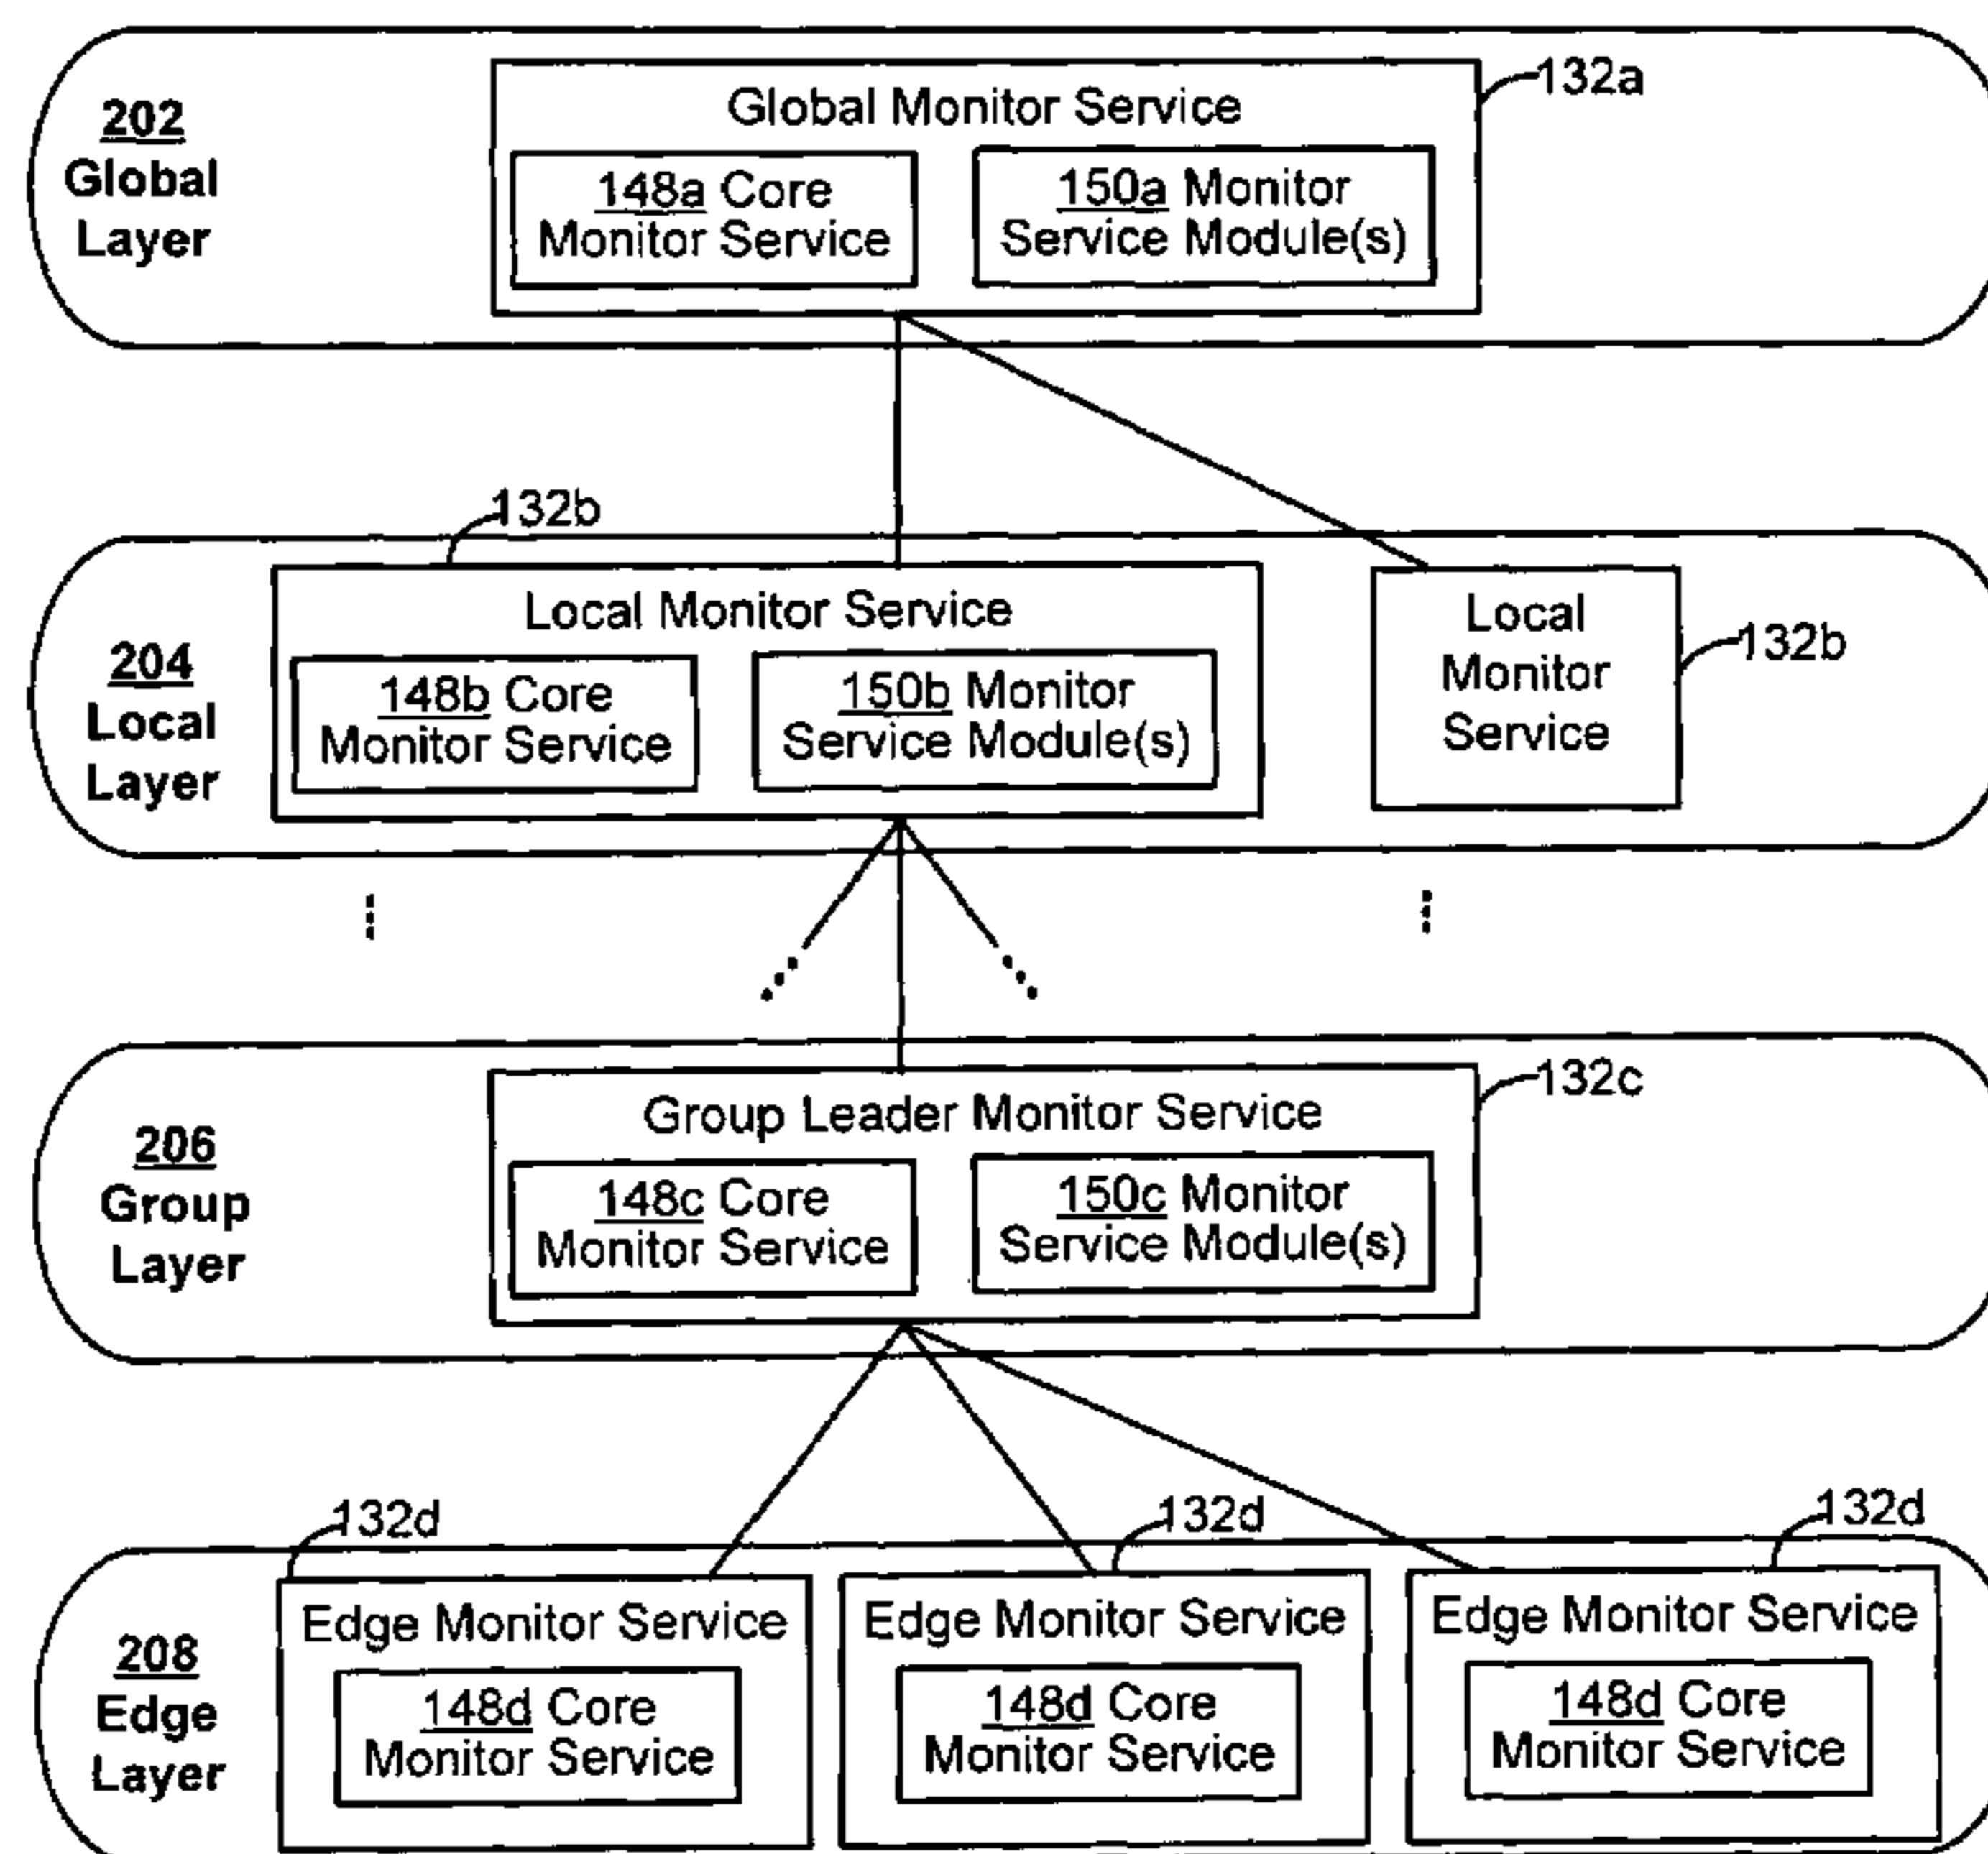 202
Global
Layer
Global Monitor Service
132a
148a Core
Monitor Service
150a Monitor
Service Module(s)
132b
204
Local
Layer
Local Monitor Service
148b Core
Monitor Service
150b Monitor
Service Module(s)
Local
Monitor
Service
132b
206
Group
Layer
Group Leader Monitor Service
132c
148c Core
Monitor Service
150c Monitor
Service Module(s)
208
Edge
Layer
132d
Edge Monitor Service
148d Core
Monitor Service
132d
Edge Monitor Service
148d Core
Monitor Service
132d
Edge Monitor Service
148d Core
Monitor Service